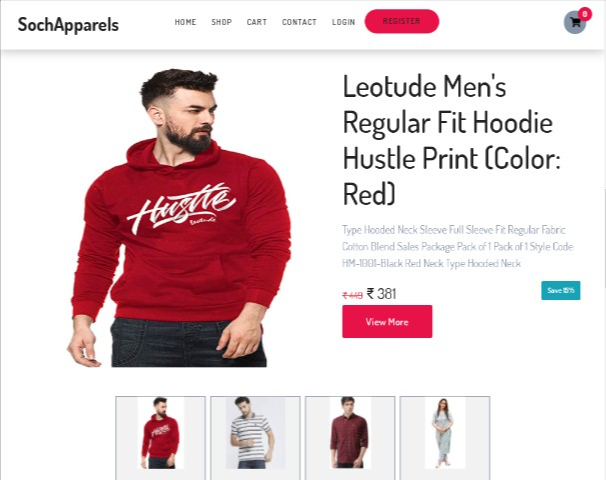 SochApparels
HOME SHOP CART CONTACT LOGIN REGISTER
0
Leotude Men's
Regular Fit Hoodie
Hustle Print (Color:
Red)
Type Hooded Neck Sleeve Full Sleeve Fit Regular Fabric
Cotton Blend Sales Package Pack of 1 Pack of 1 Style Code
HM-1001-Black Red Neck Type Hooded Neck
₹ 449 ₹ 381
Save 15%
View More
Hustle